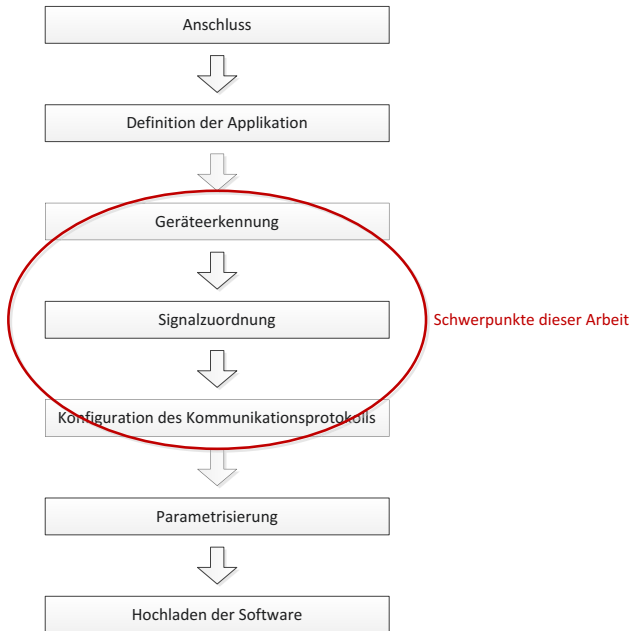 Anschluss
Definition der Applikation
Geräteerkennung
Signalzuordnung
Schwerpunkte dieser Arbeit
Konfiguration des Kommunikationsprotokolls
Parametrisierung
Hochladen der Software